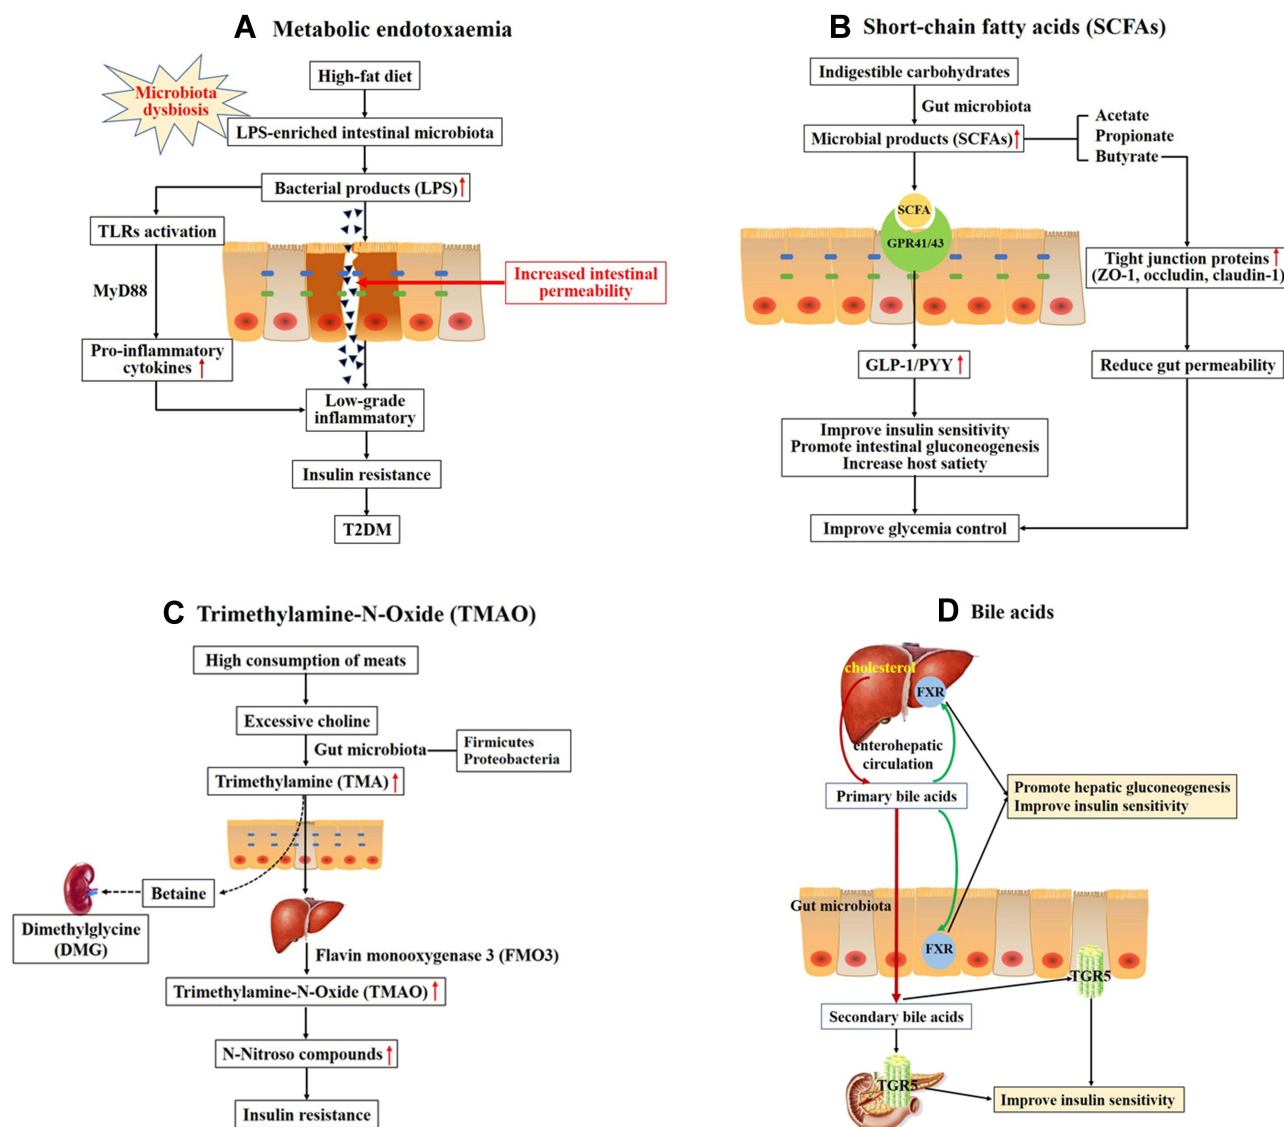 A Metabolic endotoxaemia
Microbiota
dysbiosis
High-fat diet
LPS-enriched intestinal microbiota
Bacterial products (LPS)
TLRs activation
MyD88
Increased intestinal
permeability
Pro-inflammatory
cytokines
Low-grade
inflammatory
Insulin resistance
T2DM
B Short-chain fatty acids (SCFAs)
Indigestible carbohydrates
Gut microbiota
Microbial products (SCFAs)
Acetate
Propionate
Butyrate
SCFA
GPR41/43
Tight junction proteins
(ZO-1, occludin, claudin-1)
GLP-1/PYY
Reduce gut permeability
Improve insulin sensitivity
Promote intestinal gluconeogenesis
Increase host satiety
Improve glycemia control
C Trimethylamine-N-Oxide (TMAO)
High consumption of meats
Excessive choline
Gut microbiota
Firmicutes
Proteobacteria
Trimethylamine (TMA)
Betaine
Dimethylglycine
(DMG)
Flavin monooxygenase 3 (FMO3)
Trimethylamine-N-Oxide (TMAO)
N-Nitroso compounds
Insulin resistance
D Bile acids
cholesterol
FXR
enterohepatic
circulation
Primary bile acids
Promote hepatic gluconeogenesis
Improve insulin sensitivity
Gut microbiota
FXR
TGR5
Secondary bile acids
TGR5
Improve insulin sensitivity